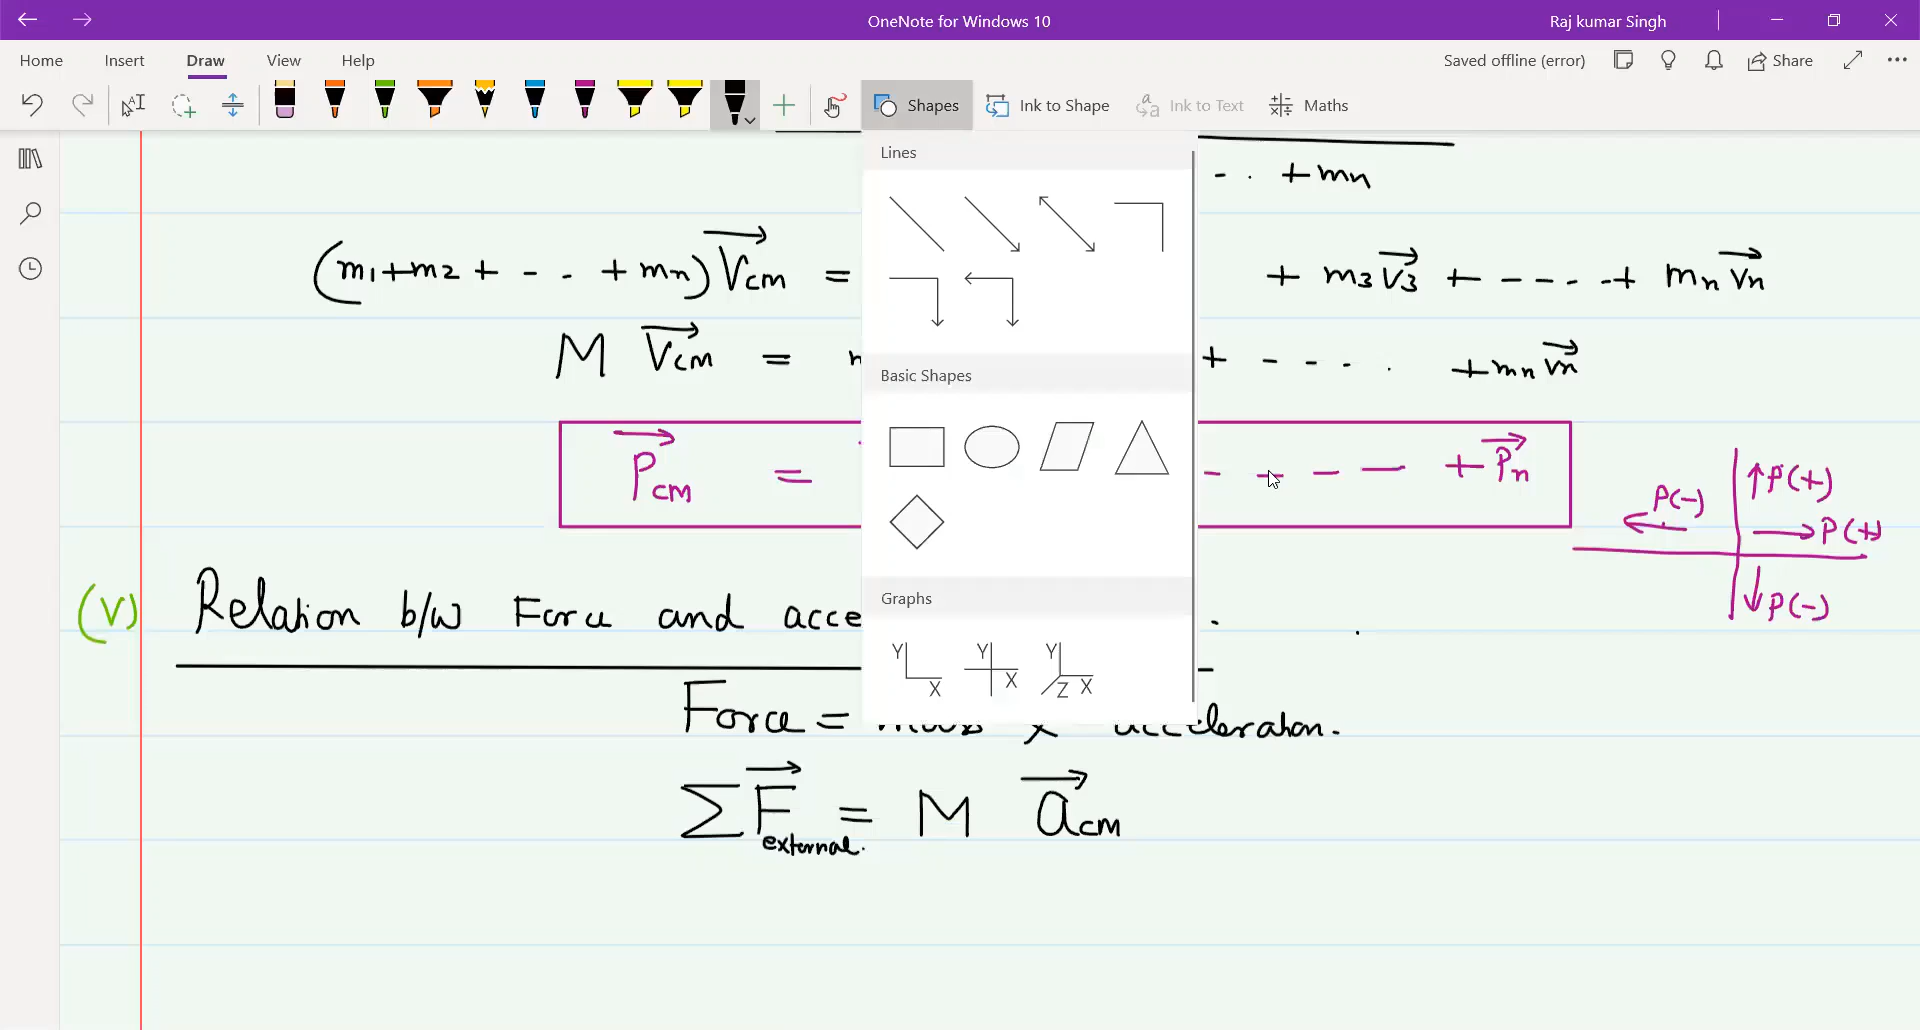 OneNote for Windows 10
Raj kumar Singh
Home Insert Draw View Help
Saved offline (error)
Share
Shapes
Ink to Shape
Ink to Text
Maths
Lines
- . . + mn
(m1+m2 + - . . + mn) Vcm =
+ m3 V3 + - - - . . + mn Vn
M Vcm =
+ - - - . . + mn Vn
Basic Shapes
Pcm =
- - - - + Pn
P(+)
P(-)
P(+)
P(-)
(V) Relation b/w Force and acce
Graphs
Y X
Y X
Y Z X
Force = mass × acceleration.
ΣF external. = M acm